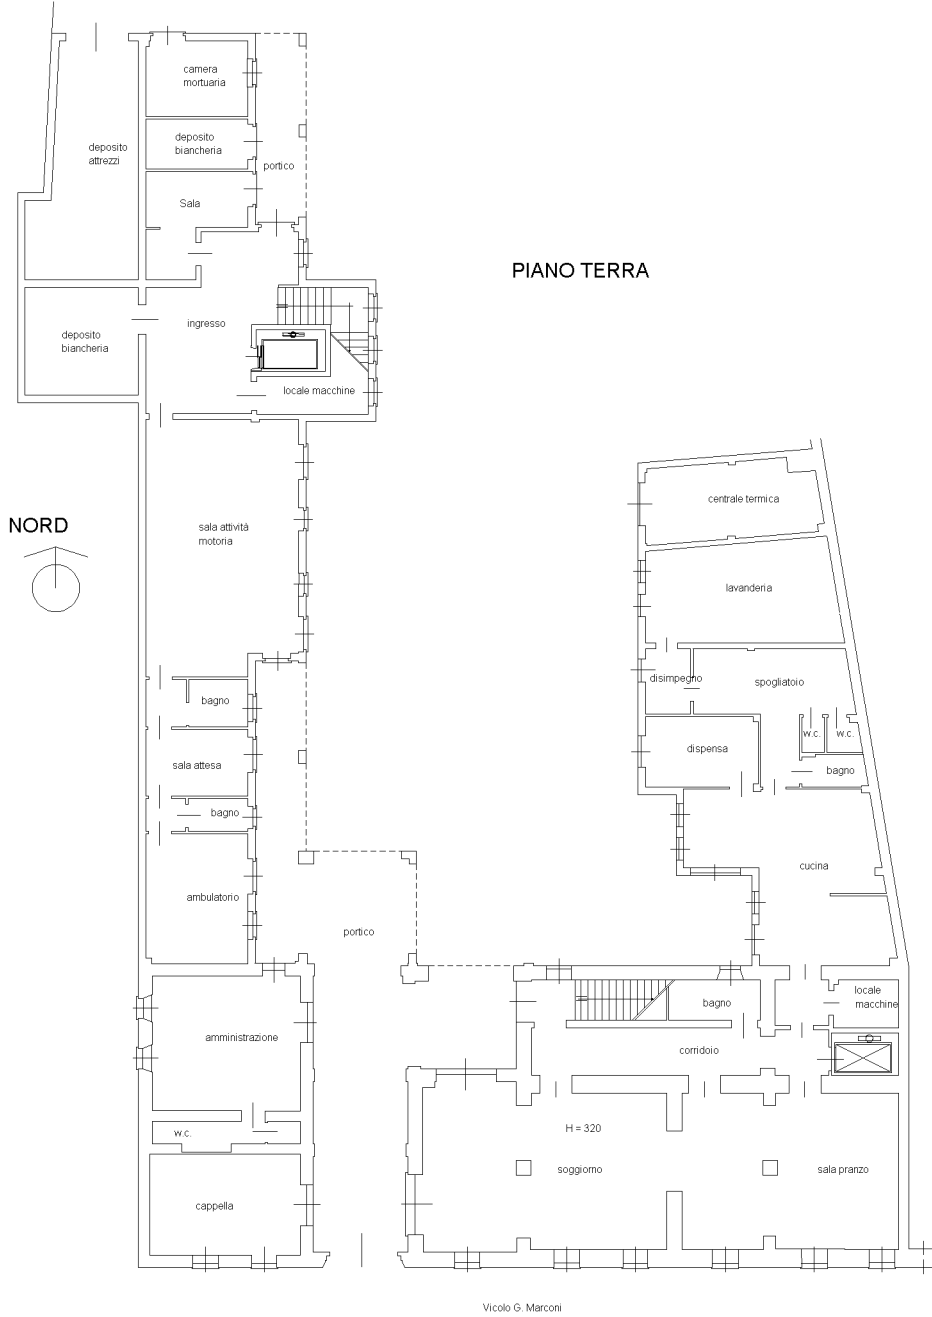 camera
mortuaria
deposito
biancheria
deposito
attrezzi
portico
Sala
PIANO TERRA
ingresso
deposito
biancheria
locale macchine
NORD
sala attività
motoria
centrale termica
lavanderia
disimpegno
spogliatoio
bagno
w.c.
w.c.
dispensa
sala attesa
bagno
bagno
cucina
ambulatorio
portico
locale
macchine
bagno
amministrazione
corridoio
w.c.
H = 320
soggiorno
sala pranzo
cappella
Vicolo G. Marconi